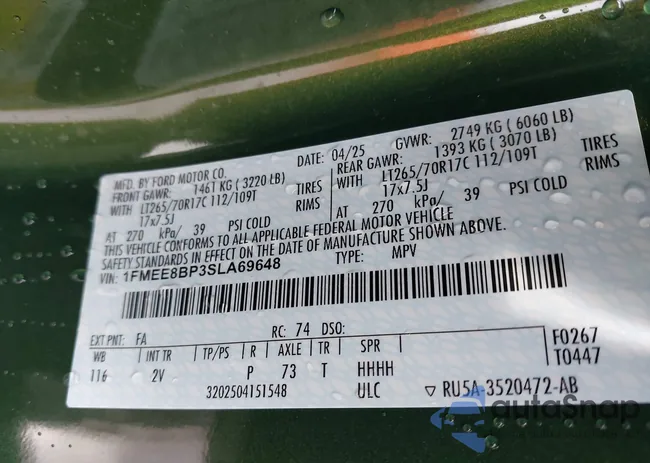 MFD. BY FORD MOTOR CO.
DATE: 04/25 GVWR: 2749 KG ( 6060 LB)
FRONT GAWR: 1461 KG ( 3220 LB) REAR GAWR: 1393 KG ( 3070 LB)
WITH LT265/70R17C 112/109T TIRES WITH LT265/70R17C 112/109T TIRES
17x7.5J RIMS 17x7.5J RIMS
AT 270 kPa/ 39 PSI COLD AT 270 kPa/ 39 PSI COLD
THIS VEHICLE CONFORMS TO ALL APPLICABLE FEDERAL MOTOR VEHICLE
SAFETY STANDARDS IN EFFECT ON THE DATE OF MANUFACTURE SHOWN ABOVE.
VIN: 1FMEE8BP3SLA69648 TYPE: MPV
EXT PNT: FA RC: 74 DSO: F0267
WB INT TR TP/PS R AXLE TR SPR T0447
116 2V P 73 T HHHH
3202504151548 ULC ▽ RU5A-3520472-AB
autoSnap